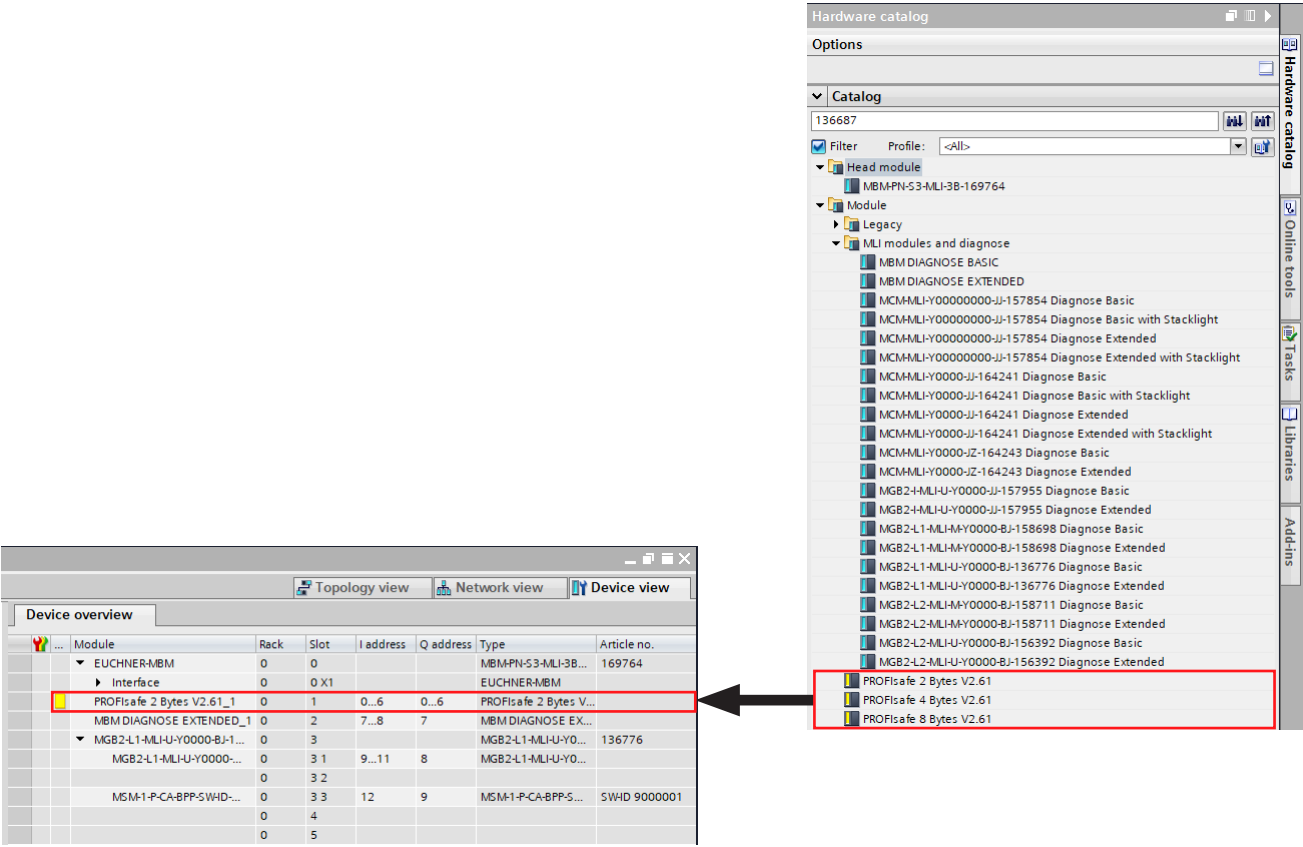 Hardware catalog
Options
Catalog
136687
Filter Profile: <All>
Head module
MBM-PN-S3-MLI-3B-169764
Module
Legacy
MLI modules and diagnose
MBM DIAGNOSE BASIC
MBM DIAGNOSE EXTENDED
MCM-MLI-Y00000000-JJ-157854 Diagnose Basic
MCM-MLI-Y00000000-JJ-157854 Diagnose Basic with Stacklight
MCM-MLI-Y00000000-JJ-157854 Diagnose Extended
MCM-MLI-Y00000000-JJ-157854 Diagnose Extended with Stacklight
MCM-MLI-Y0000-JJ-164241 Diagnose Basic
MCM-MLI-Y0000-JJ-164241 Diagnose Basic with Stacklight
MCM-MLI-Y0000-JJ-164241 Diagnose Extended
MCM-MLI-Y0000-JJ-164241 Diagnose Extended with Stacklight
MCM-MLI-Y0000-JZ-164243 Diagnose Basic
MCM-MLI-Y0000-JZ-164243 Diagnose Extended
MGB2-I-MLI-U-Y0000-JJ-157955 Diagnose Basic
MGB2-I-MLI-U-Y0000-JJ-157955 Diagnose Extended
MGB2-L1-MLI-M-Y0000-BJ-158698 Diagnose Basic
MGB2-L1-MLI-M-Y0000-BJ-158698 Diagnose Extended
MGB2-L1-MLI-U-Y0000-BJ-136776 Diagnose Basic
MGB2-L1-MLI-U-Y0000-BJ-136776 Diagnose Extended
MGB2-L2-MLI-M-Y0000-BJ-158711 Diagnose Basic
MGB2-L2-MLI-M-Y0000-BJ-158711 Diagnose Extended
MGB2-L2-MLI-U-Y0000-BJ-156392 Diagnose Basic
MGB2-L2-MLI-U-Y0000-BJ-156392 Diagnose Extended
PROFIsafe 2 Bytes V2.61
PROFIsafe 4 Bytes V2.61
PROFIsafe 8 Bytes V2.61
Hardware catalog
Online tools
Tasks
Libraries
Add-ins
Topology view Network view Device view
Device overview
... Module Rack Slot I address Q address Type Article no.
EUCHNER-MBM 0 0 MBM-PN-S3-MLI-3B... 169764
Interface 0 0 X1 EUCHNER-MBM
PROFIsafe 2 Bytes V2.61_1 0 1 0...6 0...6 PROFIsafe 2 Bytes V...
MBM DIAGNOSE EXTENDED_1 0 2 7...8 7 MBM DIAGNOSE EX...
MGB2-L1-MLI-U-Y0000-BJ-1... 0 3 MGB2-L1-MLI-U-Y0... 136776
MGB2-L1-MLI-U-Y0000-... 0 3 1 9...11 8 MGB2-L1-MLI-U-Y0...
0 3 2
MSM-1-P-CA-BPP-SW-ID-... 0 3 3 12 9 MSM-1-P-CA-BPP-S... SW-ID 9000001
0 4
0 5